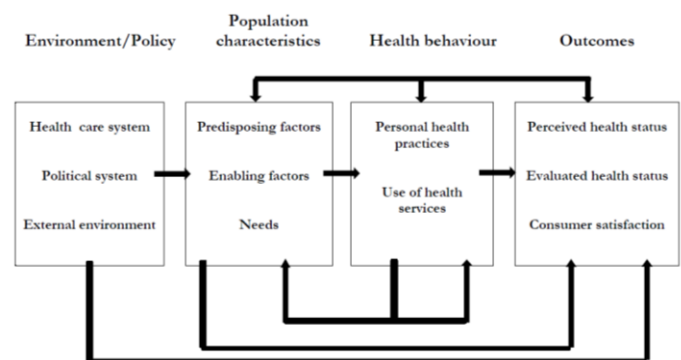 Environment/Policy
Population
characteristics
Health behaviour
Outcomes
Health care system
Political system
External environment
Predisposing factors
Enabling factors
Needs
Personal health
practices
Use of health
services
Perceived health status
Evaluated health status
Consumer satisfaction